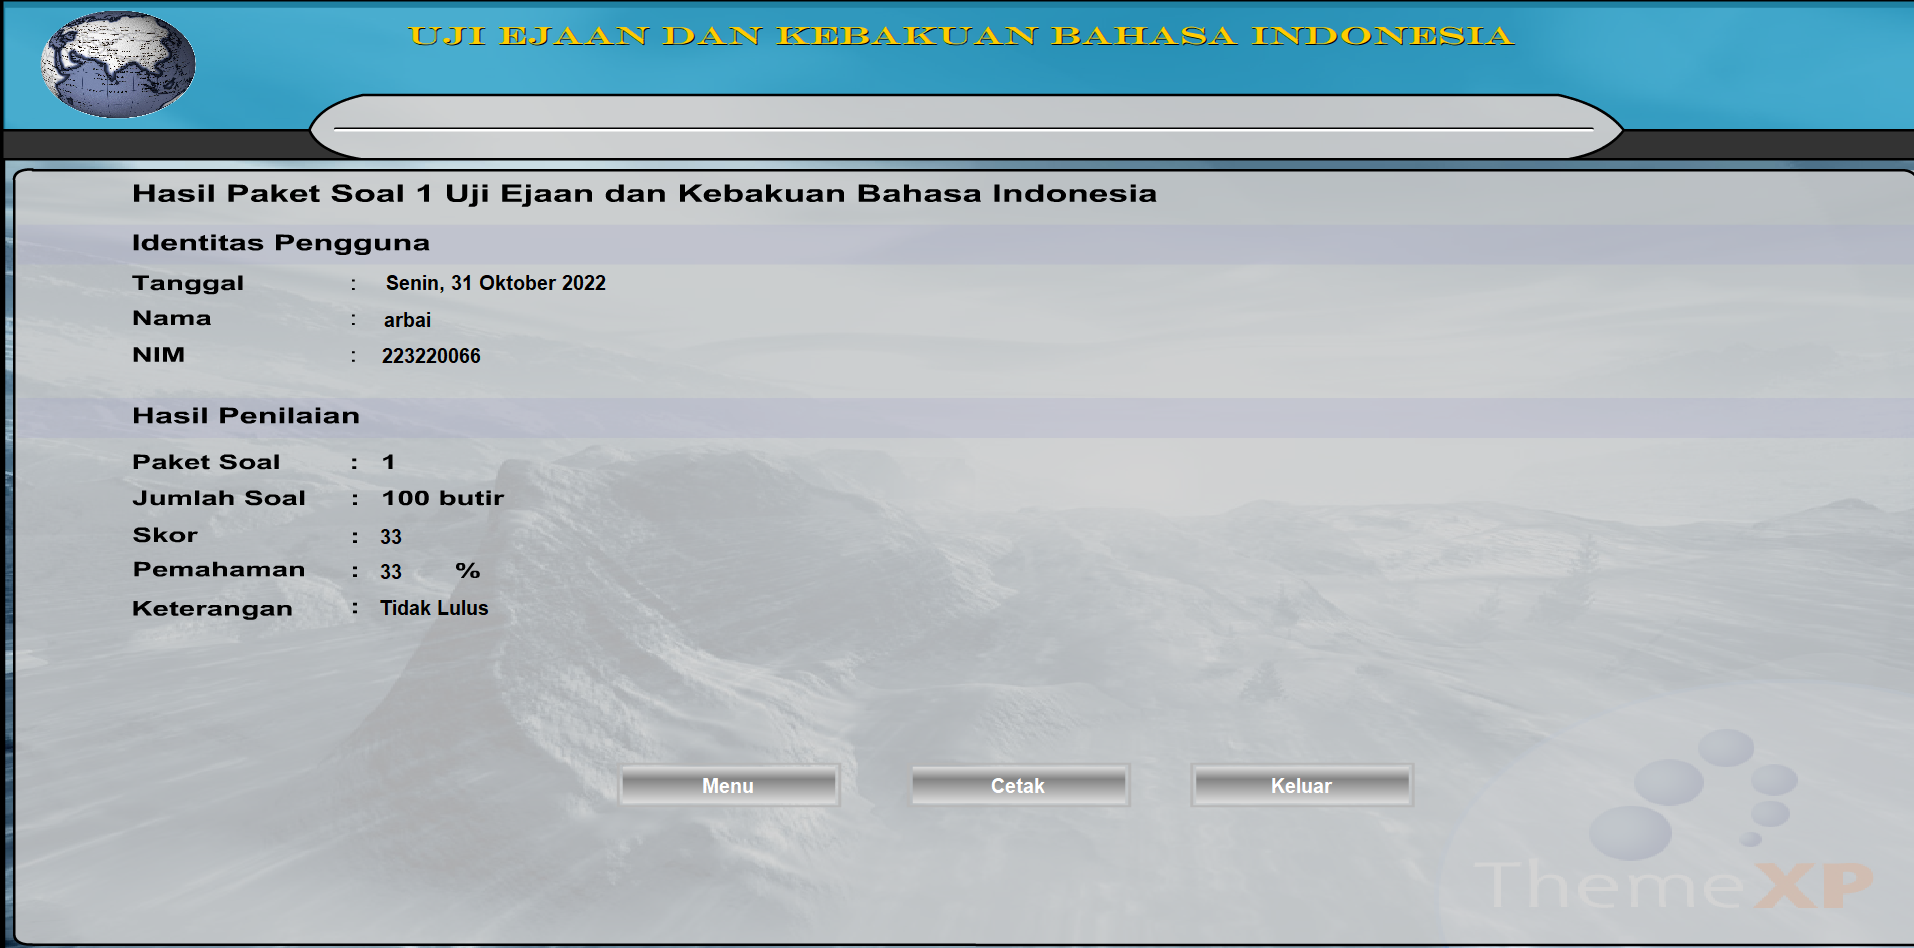 UJI EJAAN DAN KEBAKUAN BAHASA INDONESIA
Hasil Paket Soal 1 Uji Ejaan dan Kebakuan Bahasa Indonesia
Identitas Pengguna
Tanggal : Senin, 31 Oktober 2022
Nama : arbai
NIM : 223220066
Hasil Penilaian
Paket Soal : 1
Jumlah Soal : 100 butir
Skor : 33
Pemahaman : 33 %
Keterangan : Tidak Lulus
Menu Cetak Keluar
ThemeXP